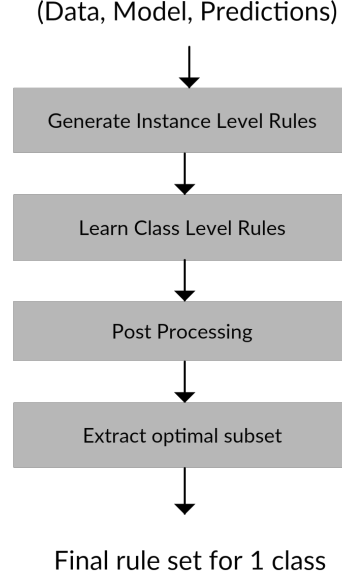 (Data, Model, Predictions)
Generate Instance Level Rules
Learn Class Level Rules
Post Processing
Extract optimal subset
Final rule set for 1 class